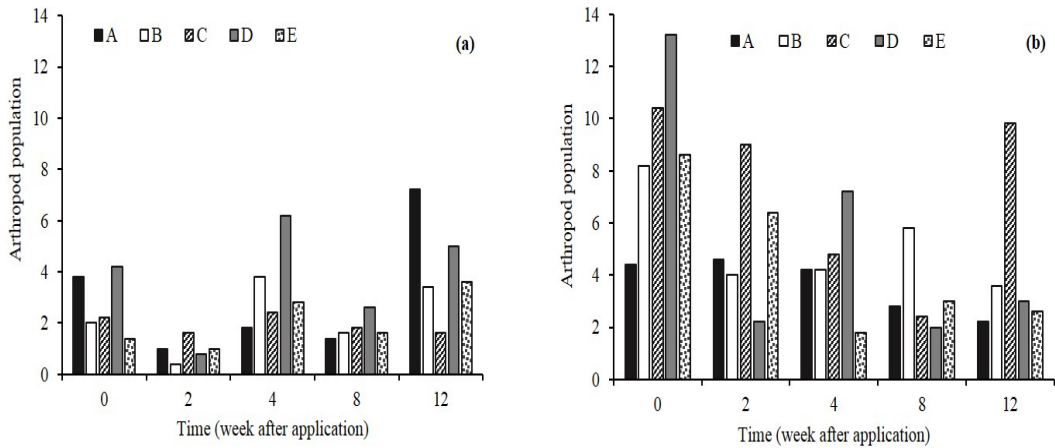 14
12
10
8
6
4
2
0
Arthropod population
A B C D E
(a)
0 2 4 8 12
Time (week after application)
14
12
10
8
6
4
2
0
Arthropod population
A B C D E
(b)
0 2 4 8 12
Time (week after application)